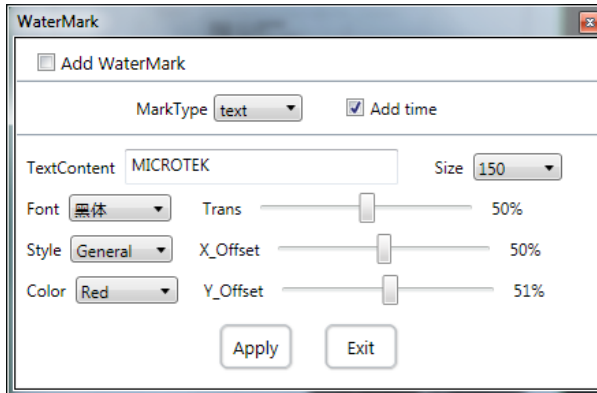 WaterMark
Add WaterMark
MarkType text Add time
TextContent MICROTEK Size 150
Font 黑体 Trans 50%
Style General X_Offset 50%
Color Red Y_Offset 51%
Apply Exit